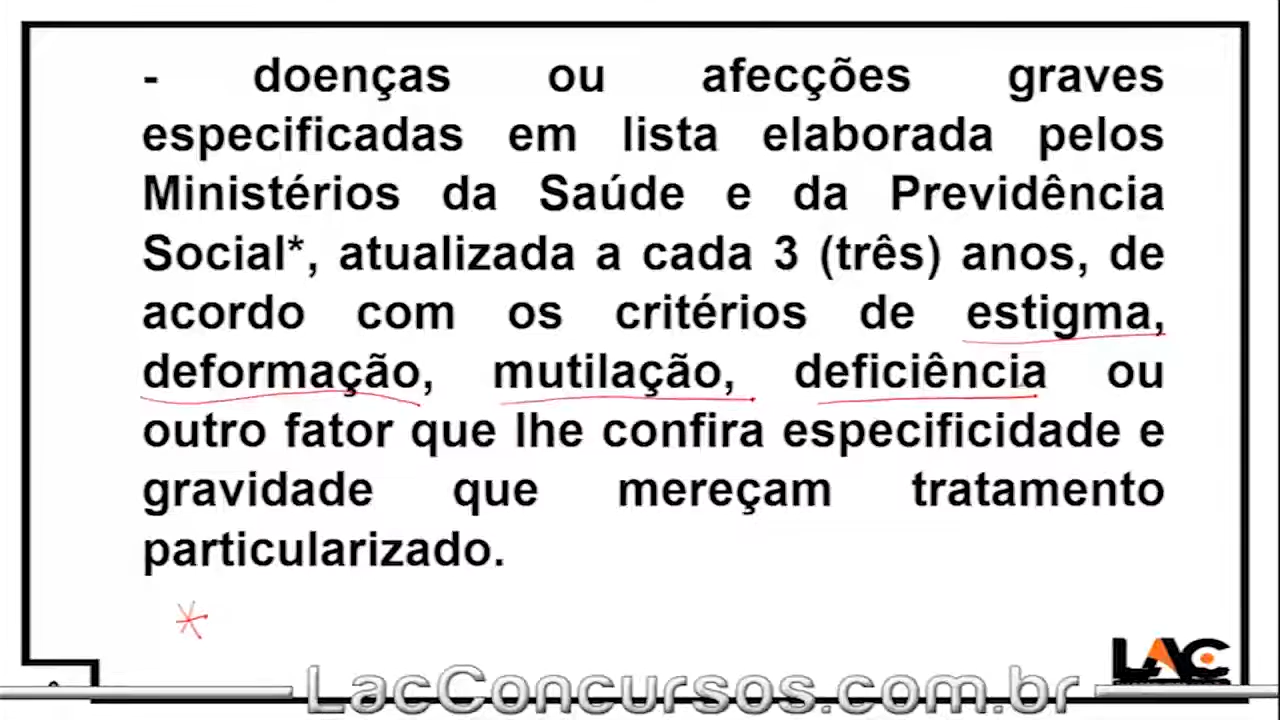 - doenças ou afecções graves
especificadas em lista elaborada pelos
Ministérios da Saúde e da Previdência
Social*, atualizada a cada 3 (três) anos, de
acordo com os critérios de estigma,
deformação, mutilação, deficiência ou
outro fator que lhe confira especificidade e
gravidade que mereçam tratamento
particularizado.
*
LAC
LacConcursos.com.br